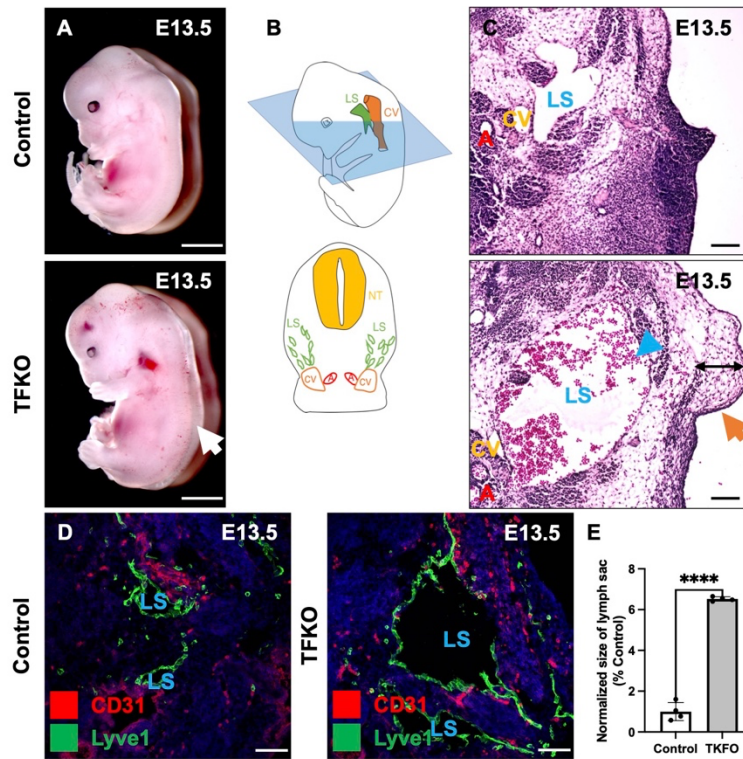 A
E13.5
Control
E13.5
TFKO
B
LS
CV
NT
LS
LS
CV
A
A
CV
C
E13.5
LS
CV
A
E13.5
LS
CV
A
D
E13.5
Control
LS
LS
CD31
Lyve1
E13.5
TFKO
LS
LS
CD31
Lyve1
E
Normalized size of lymph sac
(% Control)
8
6
4
2
0
****
Control
TKFO